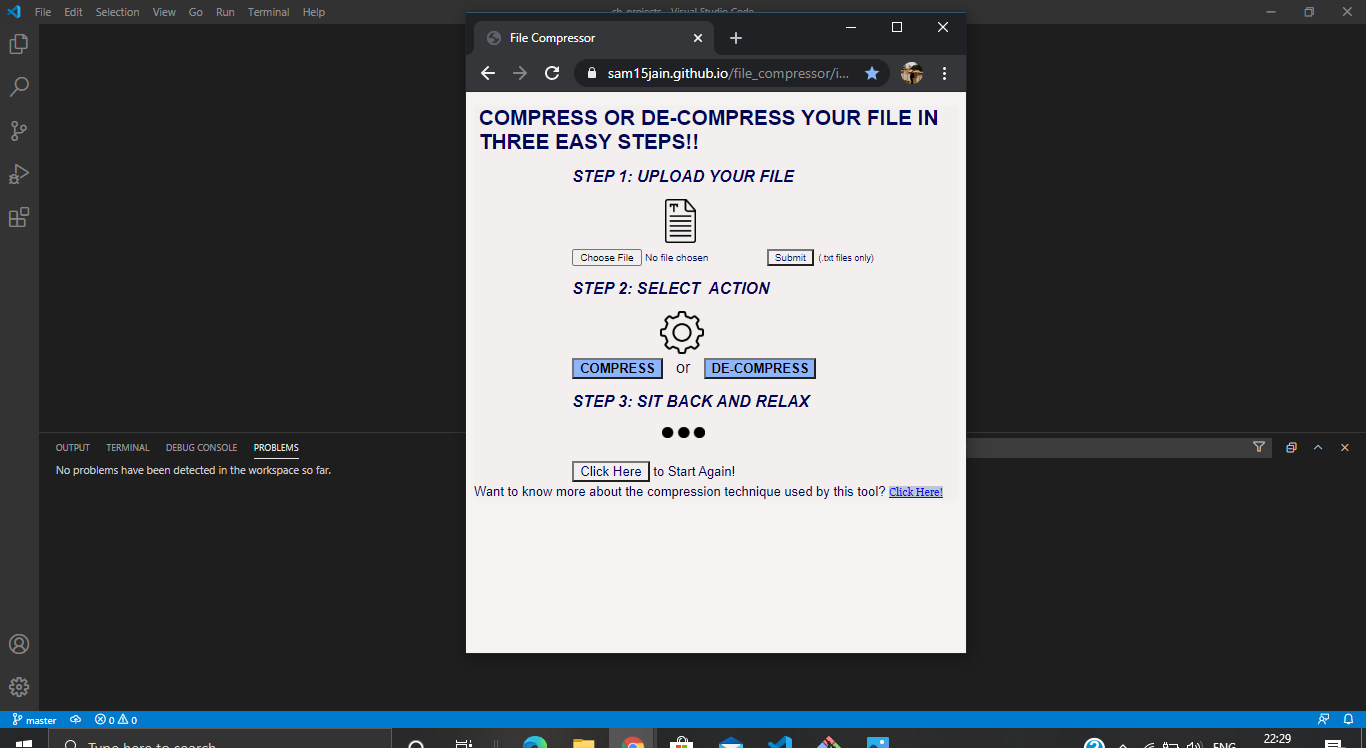 File Edit Selection View Go Run Terminal Help
cb-projects - Visual Studio Code
File Compressor
sam15jain.github.io/file_compressor/i...
COMPRESS OR DE-COMPRESS YOUR FILE IN
THREE EASY STEPS!!
STEP 1: UPLOAD YOUR FILE
T
Choose File No file chosen Submit (.txt files only)
STEP 2: SELECT ACTION
COMPRESS or DE-COMPRESS
STEP 3: SIT BACK AND RELAX
Click Here to Start Again!
Want to know more about the compression technique used by this tool? Click Here!
OUTPUT TERMINAL DEBUG CONSOLE PROBLEMS
No problems have been detected in the workspace so far.
master 0 0
Type here to search
ENG 22:29